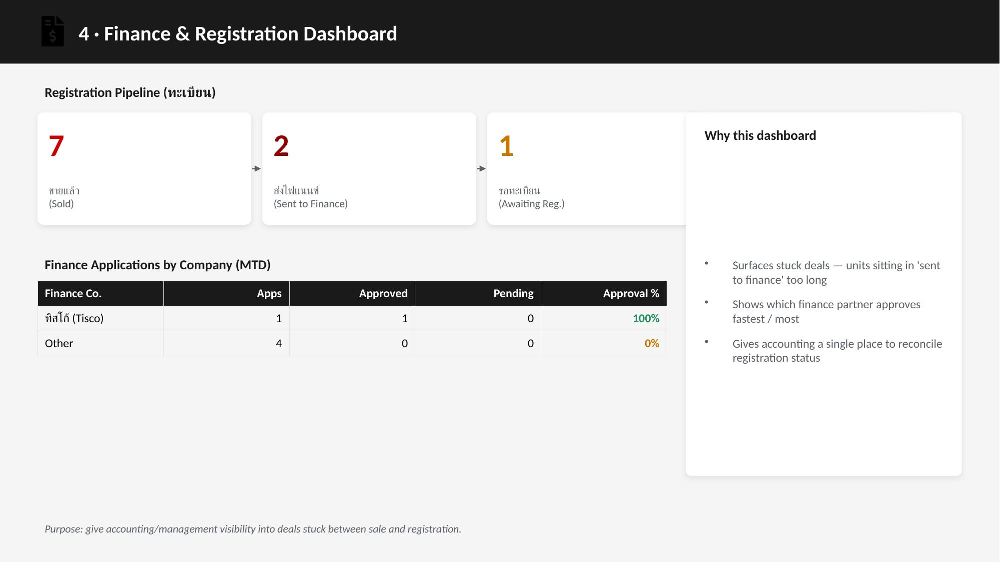 4 · Finance & Registration Dashboard
Registration Pipeline (ทะเบียน)
7
ขายแล้ว
(Sold)
2
ส่งไฟแนนซ์
(Sent to Finance)
1
รอทะเบียน
(Awaiting Reg.)
Finance Applications by Company (MTD)
Finance Co. Apps Approved Pending Approval %
ทิสโก้ (Tisco) 1 1 0 100%
Other 4 0 0 0%
Why this dashboard
• Surfaces stuck deals — units sitting in 'sent
to finance' too long
• Shows which finance partner approves
fastest / most
• Gives accounting a single place to reconcile
registration status
Purpose: give accounting/management visibility into deals stuck between sale and registration.